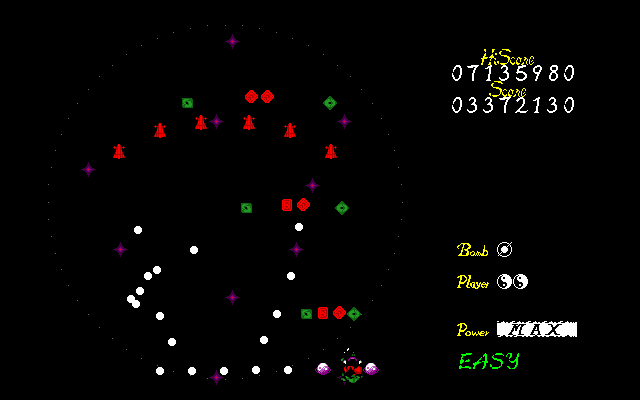 HiScore
07135980
Score
03372130
Bomb
Player
Power MAX
EASY